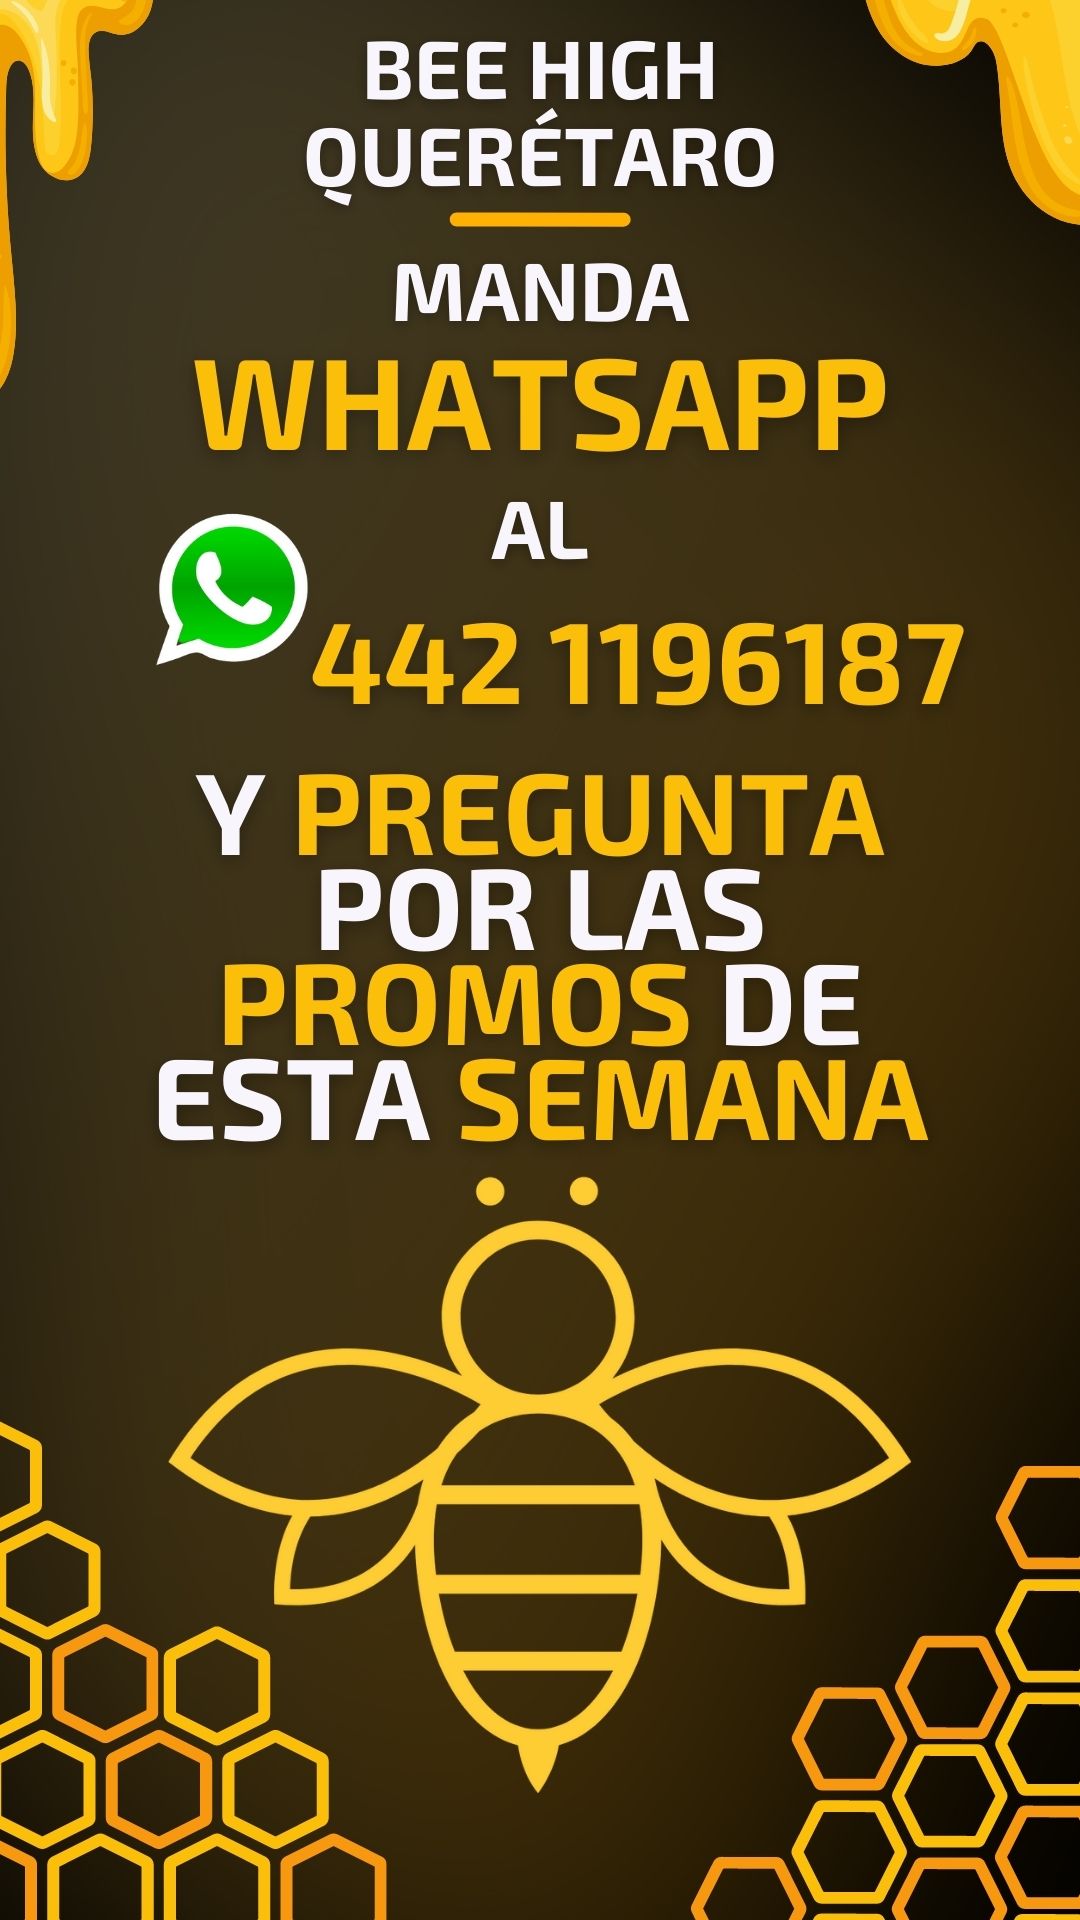 BEE HIGH
QUERÉTARO
MANDA
WHATSAPP
AL
442 1196187
Y PREGUNTA
POR LAS
PROMOS DE
ESTA SEMANA